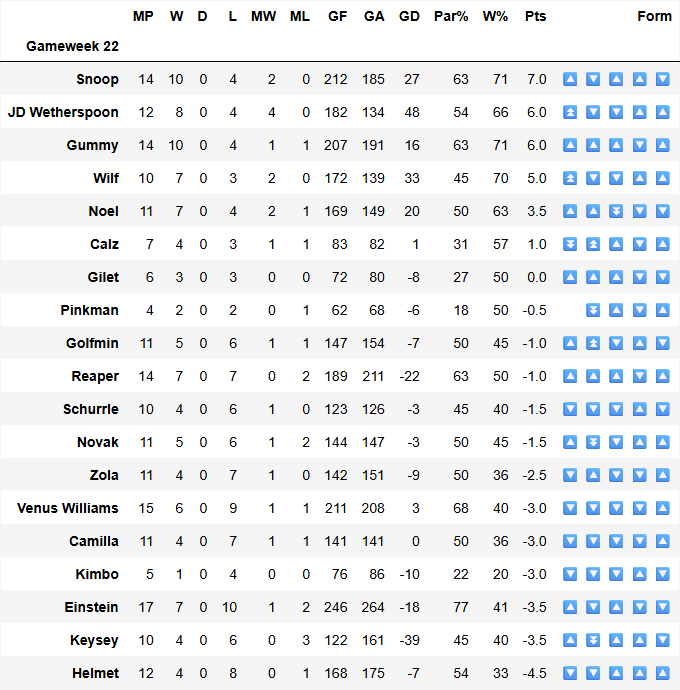 MP W D L MW ML GF GA GD Par% W% Pts Form
Gameweek 22
Snoop 14 10 0 4 2 0 212 185 27 63 71 7.0 🔼 🔽 🔼 🔼 🔽
JD Wetherspoon 12 8 0 4 4 0 182 134 48 54 66 6.0 ⏫ 🔽 🔽 🔼 🔼
Gummy 14 10 0 4 1 1 207 191 16 63 71 6.0 🔼 🔼 🔼 🔽 🔼
Wilf 10 7 0 3 2 0 172 139 33 45 70 5.0 ⏫ 🔽 🔽 🔼 🔼
Noel 11 7 0 4 2 1 169 149 20 50 63 3.5 🔼 🔼 ⏬ 🔽 🔽
Calz 7 4 0 3 1 1 83 82 1 31 57 1.0 ⏬ ⏫ 🔼 🔽 🔼
Gilet 6 3 0 3 0 0 72 80 -8 27 50 0.0 🔼 🔼 🔼 🔽 🔽
Pinkman 4 2 0 2 0 1 62 68 -6 18 50 -0.5 ⏬ 🔼 🔽 🔼
Golfmin 11 5 0 6 1 1 147 154 -7 50 45 -1.0 🔼 ⏫ 🔽 🔼 🔽
Reaper 14 7 0 7 0 2 189 211 -22 63 50 -1.0 🔼 🔼 🔼 🔽 🔼
Schurrle 10 4 0 6 1 0 123 126 -3 45 40 -1.5 🔽 🔽 🔽 🔼 🔽
Novak 11 5 0 6 1 2 144 147 -3 50 45 -1.5 🔼 ⏬ 🔽 🔼 🔼
Zola 11 4 0 7 1 0 142 151 -9 50 36 -2.5 🔽 🔼 🔽 🔽 🔼
Venus Williams 15 6 0 9 1 1 211 208 3 68 40 -3.0 🔽 🔽 🔽 🔽 🔼
Camilla 11 4 0 7 1 1 141 141 0 50 36 -3.0 🔽 🔽 🔽 🔽 🔽
Kimbo 5 1 0 4 0 0 76 86 -10 22 20 -3.0 🔽 🔽 🔽 🔼 🔽
Einstein 17 7 0 10 1 2 246 264 -18 77 41 -3.5 🔼 🔽 🔼 🔽 🔽
Keysey 10 4 0 6 0 3 122 161 -39 45 40 -3.5 🔼 ⏬ 🔼 🔼 🔽
Helmet 12 4 0 8 0 1 168 175 -7 54 33 -4.5 🔽 🔽 🔼 🔼 🔼